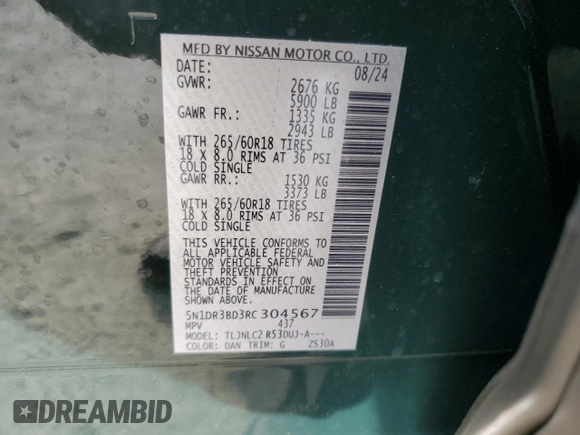 MFD BY NISSAN MOTOR CO., LTD.
DATE: 08/24
GVWR: 2676 KG
5900 LB
GAWR FR.: 1335 KG
2943 LB
WITH 265/60R18 TIRES
18 X 8.0 RIMS AT 36 PSI
COLD SINGLE
GAWR RR.: 1530 KG
3373 LB
WITH 265/60R18 TIRES
18 X 8.0 RIMS AT 36 PSI
COLD SINGLE
THIS VEHICLE CONFORMS TO
ALL APPLICABLE FEDERAL
MOTOR VEHICLE SAFETY AND
THEFT PREVENTION
STANDARDS IN EFFECT ON
THE DATE OF MANUFACTURE
SHOWN ABOVE.
5N1DR3BD3RC304567
MPV 437
MODEL: TLJNLC2 R53DUJ-A---
COLOR: DAN TRIM: G 2S30A
DREAMBID